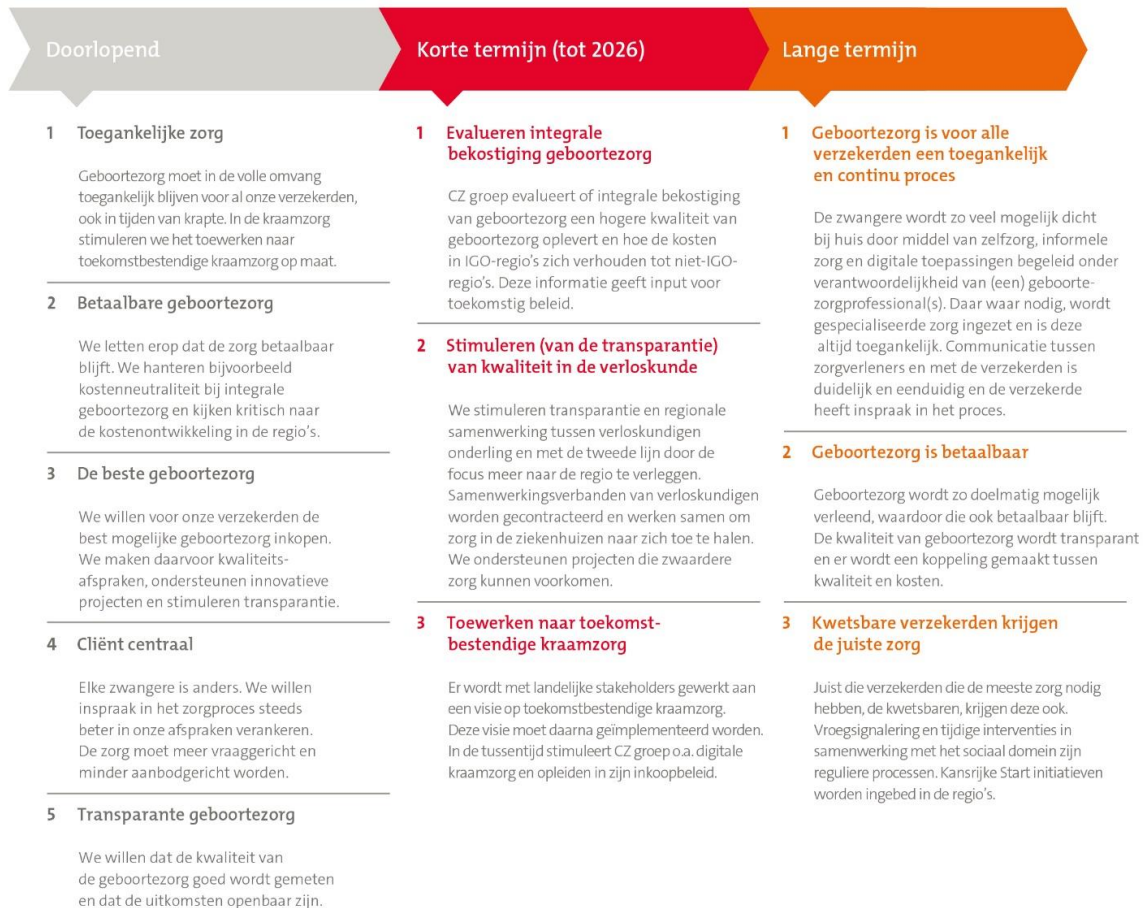 Doorlopend
1 Toegankelijke zorg
Geboortezorg moet in de volle omvang
toegankelijk blijven voor al onze verzekerden,
ook in tijden van krapte. In de kraamzorg
stimuleren we het toewerken naar
toekomstbestendige kraamzorg op maat.
2 Betaalbare geboortezorg
We letten erop dat de zorg betaalbaar
blijft. We hanteren bijvoorbeeld
kostenneutraliteit bij integrale
geboortezorg en kijken kritisch naar
de kostenontwikkeling in de regio's.
3 De beste geboortezorg
We willen voor onze verzekerden de
best mogelijke geboortezorg inkopen.
We maken daarvoor kwaliteits-
afspraken, ondersteunen innovatieve
projecten en stimuleren transparantie.
4 Cliënt centraal
Elke zwangere is anders. We willen
inspraak in het zorgproces steeds
beter in onze afspraken verankeren.
De zorg moet meer vraaggericht en
minder aanbodgericht worden.
5 Transparante geboortezorg
We willen dat de kwaliteit van
de geboortezorg goed wordt gemeten
en dat de uitkomsten openbaar zijn.
Korte termijn (tot 2026)
1 Evalueren integrale
bekostiging geboortezorg
CZ groep evalueert of integrale bekostiging
van geboortezorg een hogere kwaliteit van
geboortezorg oplevert en hoe de kosten
in IGO-regio's zich verhouden tot niet-IGO-
regio's. Deze informatie geeft input voor
toekomstig beleid.
2 Stimuleren (van de transparantie)
van kwaliteit in de verloskunde
We stimuleren transparantie en regionale
samenwerking tussen verloskundigen
onderling en met de tweede lijn door de
focus meer naar de regio te verleggen.
Samenwerkingsverbanden van verloskundigen
worden gecontracteerd en werken samen om
zorg in de ziekenhuizen naar zich toe te halen.
We ondersteunen projecten die zwaardere
zorg kunnen voorkomen.
3 Toewerken naar toekomst-
bestendige kraamzorg
Er wordt met landelijke stakeholders gewerkt aan
een visie op toekomstbestendige kraamzorg.
Deze visie moet daarna geïmplementeerd worden.
In de tussentijd stimuleert CZ groep o.a. digitale
kraamzorg en opleiden in zijn inkoopbeleid.
Lange termijn
1 Geboortezorg is voor alle
verzekerden een toegankelijk
en continu proces
De zwangere wordt zo veel mogelijk dicht
bij huis door middel van zelfzorg, informele
zorg en digitale toepassingen begeleid onder
verantwoordelijkheid van (een) geboorte-
zorgprofessional(s). Daar waar nodig, wordt
gespecialiseerde zorg ingezet en is deze
altijd toegankelijk. Communicatie tussen
zorgverleners en met de verzekerden is
duidelijk en eenduidig en de verzekerde
heeft inspraak in het proces.
2 Geboortezorg is betaalbaar
Geboortezorg wordt zo doelmatig mogelijk
verleend, waardoor die ook betaalbaar blijft.
De kwaliteit van geboortezorg wordt transparant
en er wordt een koppeling gemaakt tussen
kwaliteit en kosten.
3 Kwetsbare verzekerden krijgen
de juiste zorg
Juist die verzekerden die de meeste zorg nodig
hebben, de kwetsbaren, krijgen deze ook.
Vroegsignalering en tijdige interventies in
samenwerking met het sociaal domein zijn
reguliere processen. Kansrijke Start initiatieven
worden ingebed in de regio's.